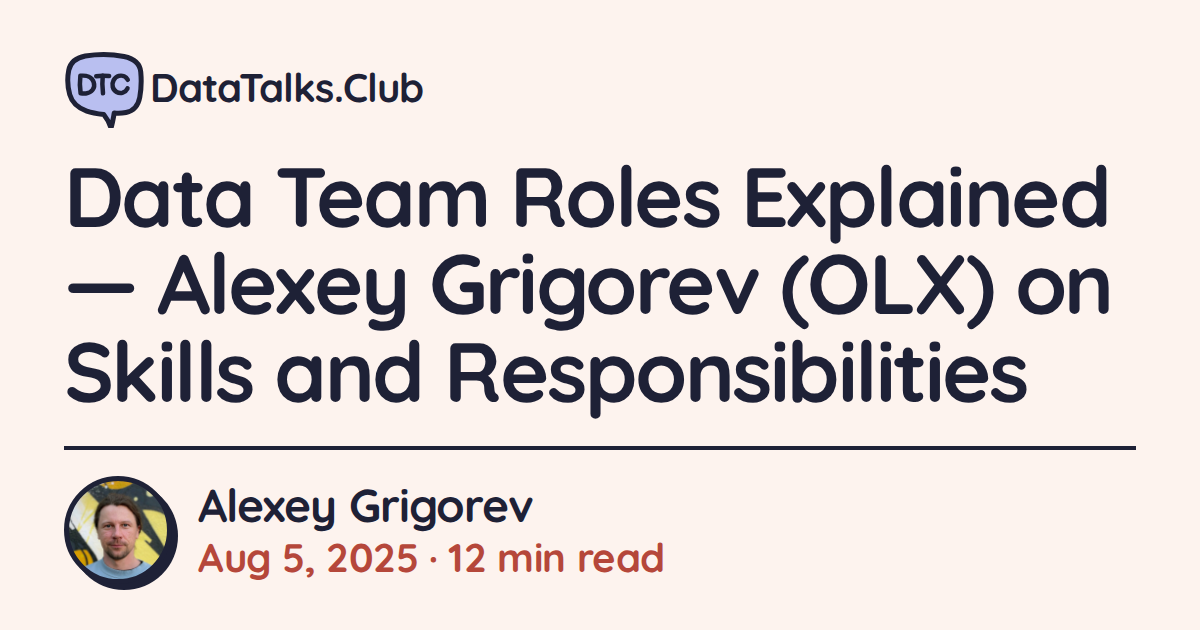 DTC DataTalks.Club
Data Team Roles Explained
— Alexey Grigorev (OLX) on
Skills and Responsibilities
Alexey Grigorev
Aug 5, 2025 · 12 min read